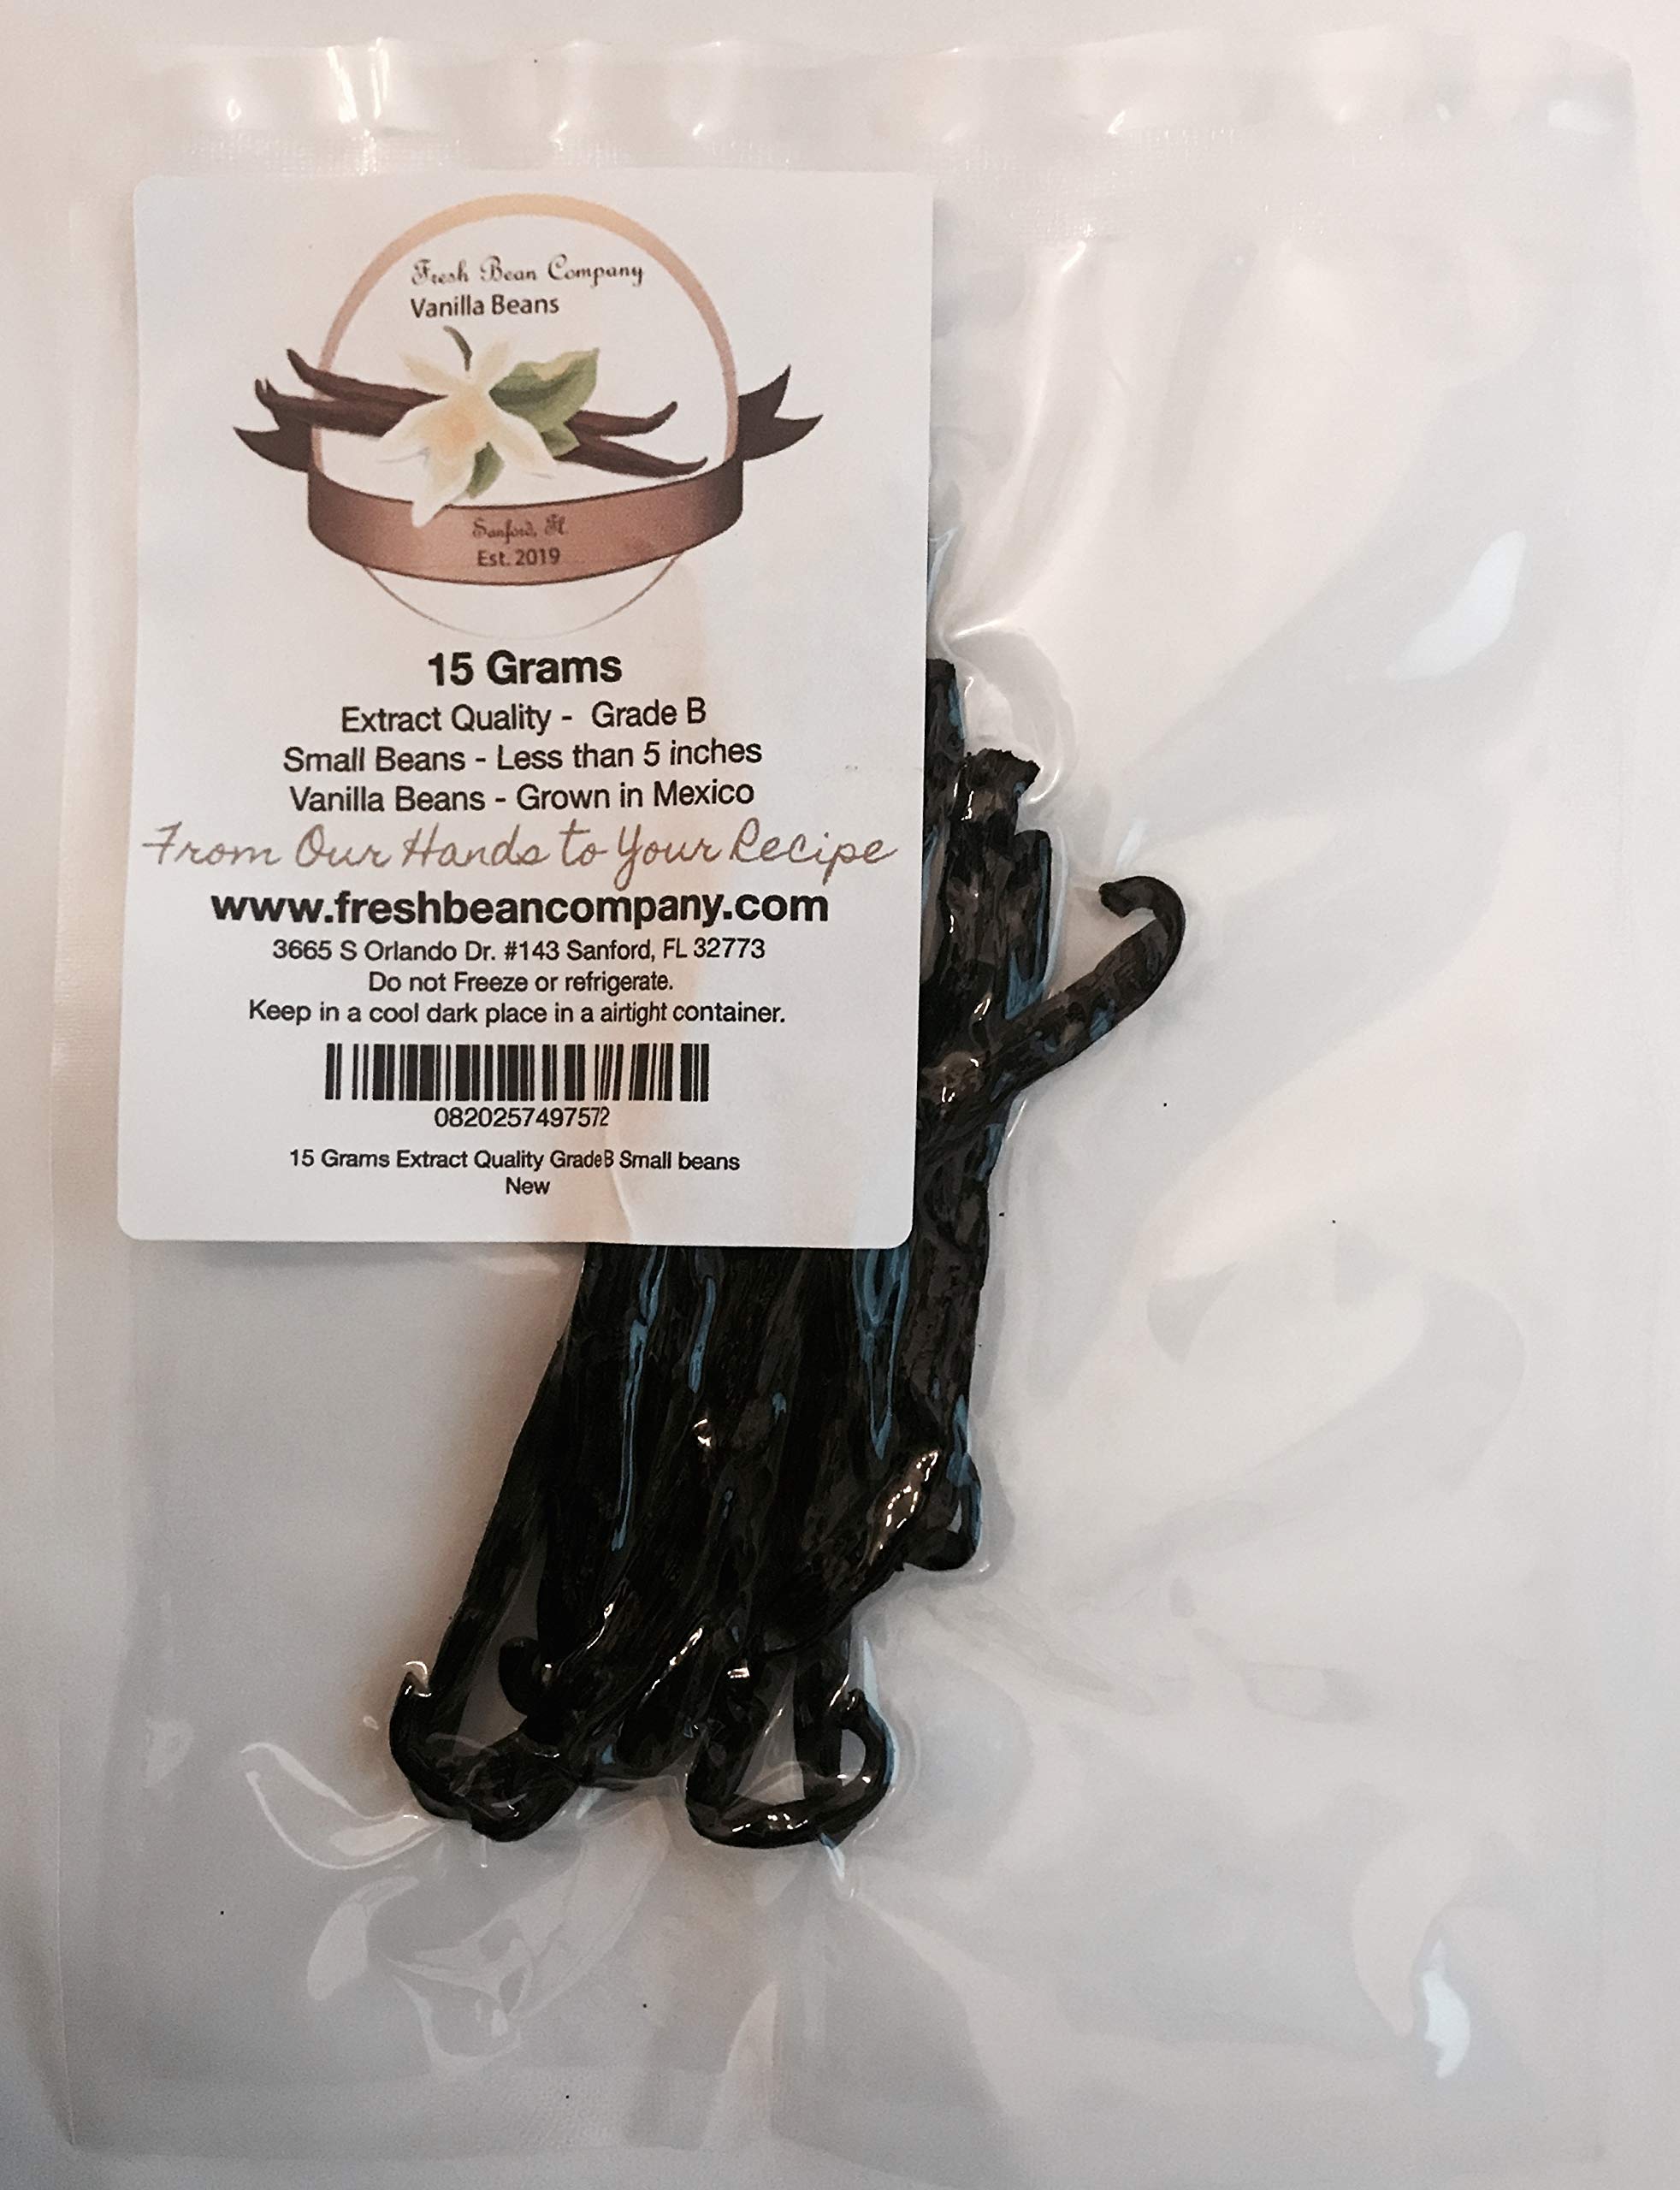 Fresh Bean Company
Vanilla Beans
Sanford, Fl
Est. 2019
15 Grams
Extract Quality - Grade B
Small Beans - Less than 5 inches
Vanilla Beans - Grown in Mexico
From Our Hands to Your Recipe
www.freshbeancompany.com
3665 S Orlando Dr. #143 Sanford, FL 32773
Do not Freeze or refrigerate.
Keep in a cool dark place in a airtight container.
0820257497572
15 Grams Extract Quality GradeB Small beans
New